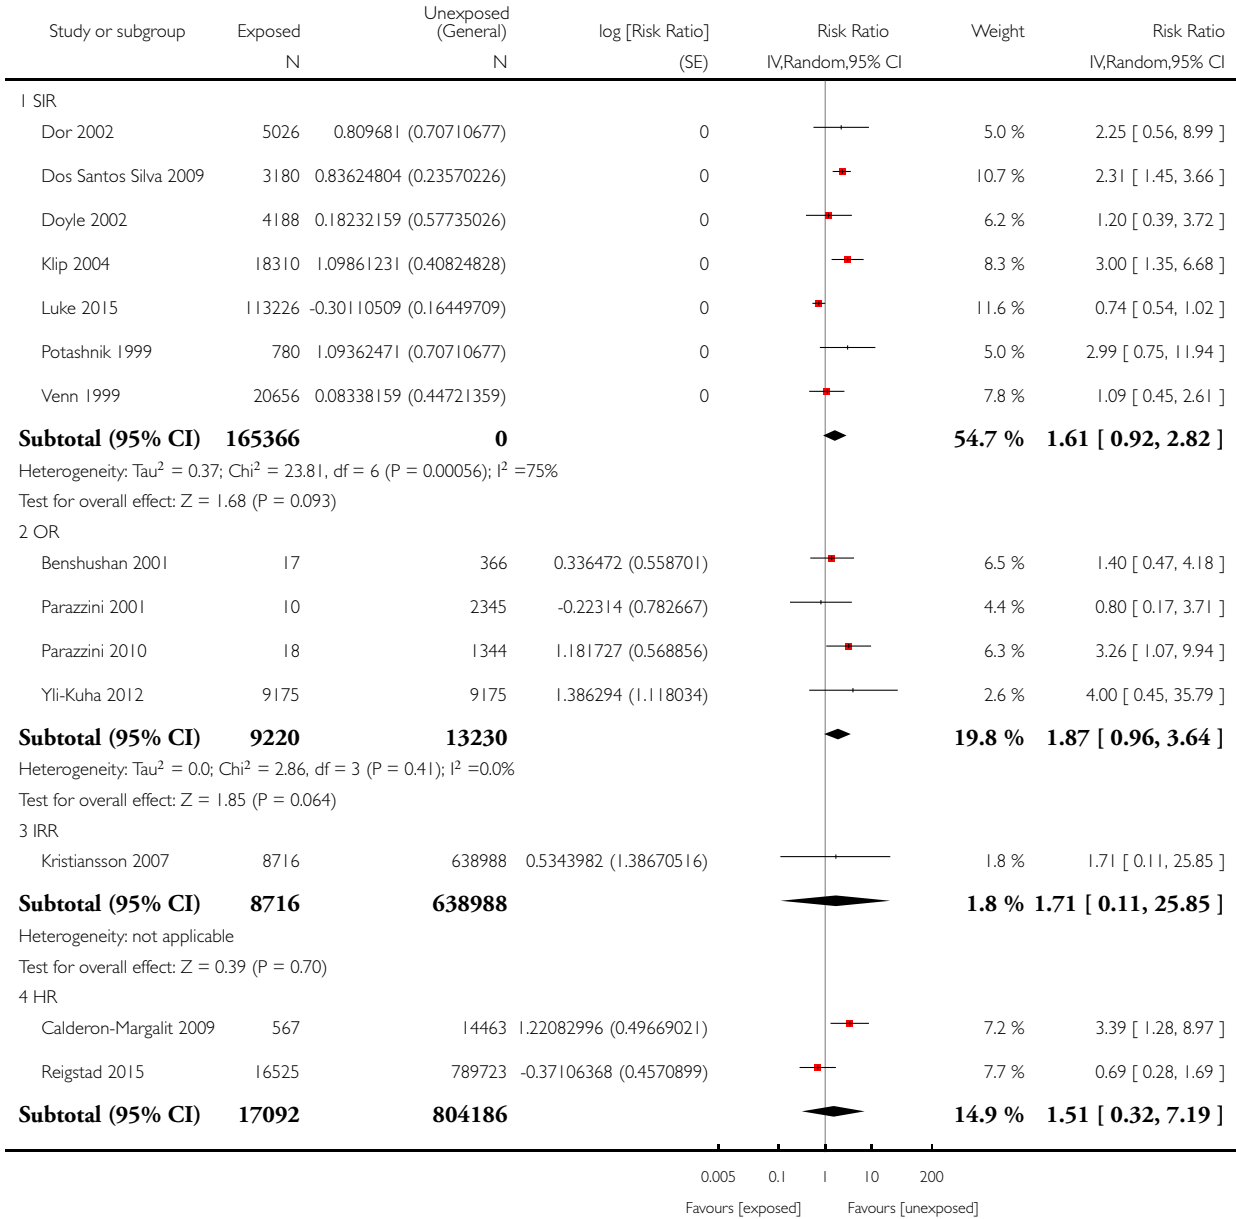 Study or subgroup Exposed Unexposed (General) log [Risk Ratio] Risk Ratio Weight Risk Ratio
N N (SE) IV,Random,95% CI IV,Random,95% CI
1 SIR
Dor 2002 5026 0.809681 (0.70710677) 0 5.0 % 2.25 [ 0.56, 8.99 ]
Dos Santos Silva 2009 3180 0.83624804 (0.23570226) 0 10.7 % 2.31 [ 1.45, 3.66 ]
Doyle 2002 4188 0.18232159 (0.57735026) 0 6.2 % 1.20 [ 0.39, 3.72 ]
Klip 2004 18310 1.09861231 (0.40824828) 0 8.3 % 3.00 [ 1.35, 6.68 ]
Luke 2015 113226 -0.30110509 (0.16449709) 0 11.6 % 0.74 [ 0.54, 1.02 ]
Potashnik 1999 780 1.09362471 (0.70710677) 0 5.0 % 2.99 [ 0.75, 11.94 ]
Venn 1999 20656 0.08338159 (0.44721359) 0 7.8 % 1.09 [ 0.45, 2.61 ]
Subtotal (95% CI) 165366 0 54.7 % 1.61 [ 0.92, 2.82 ]
Heterogeneity: Tau² = 0.37; Chi² = 23.81, df = 6 (P = 0.00056); I² =75%
Test for overall effect: Z = 1.68 (P = 0.093)
2 OR
Benshushan 2001 17 366 0.336472 (0.558701) 6.5 % 1.40 [ 0.47, 4.18 ]
Parazzini 2001 10 2345 -0.22314 (0.782667) 4.4 % 0.80 [ 0.17, 3.71 ]
Parazzini 2010 18 1344 1.181727 (0.568856) 6.3 % 3.26 [ 1.07, 9.94 ]
Yli-Kuha 2012 9175 9175 1.386294 (1.118034) 2.6 % 4.00 [ 0.45, 35.79 ]
Subtotal (95% CI) 9220 13230 19.8 % 1.87 [ 0.96, 3.64 ]
Heterogeneity: Tau² = 0.0; Chi² = 2.86, df = 3 (P = 0.41); I² =0.0%
Test for overall effect: Z = 1.85 (P = 0.064)
3 IRR
Kristiansson 2007 8716 638988 0.5343982 (1.38670516) 1.8 % 1.71 [ 0.11, 25.85 ]
Subtotal (95% CI) 8716 638988 1.8 % 1.71 [ 0.11, 25.85 ]
Heterogeneity: not applicable
Test for overall effect: Z = 0.39 (P = 0.70)
4 HR
Calderon-Margalit 2009 567 14463 1.22082996 (0.49669021) 7.2 % 3.39 [ 1.28, 8.97 ]
Reigstad 2015 16525 789723 -0.37106368 (0.4570899) 7.7 % 0.69 [ 0.28, 1.69 ]
Subtotal (95% CI) 17092 804186 14.9 % 1.51 [ 0.32, 7.19 ]
0.005 0.1 1 10 200
Favours [exposed] Favours [unexposed]